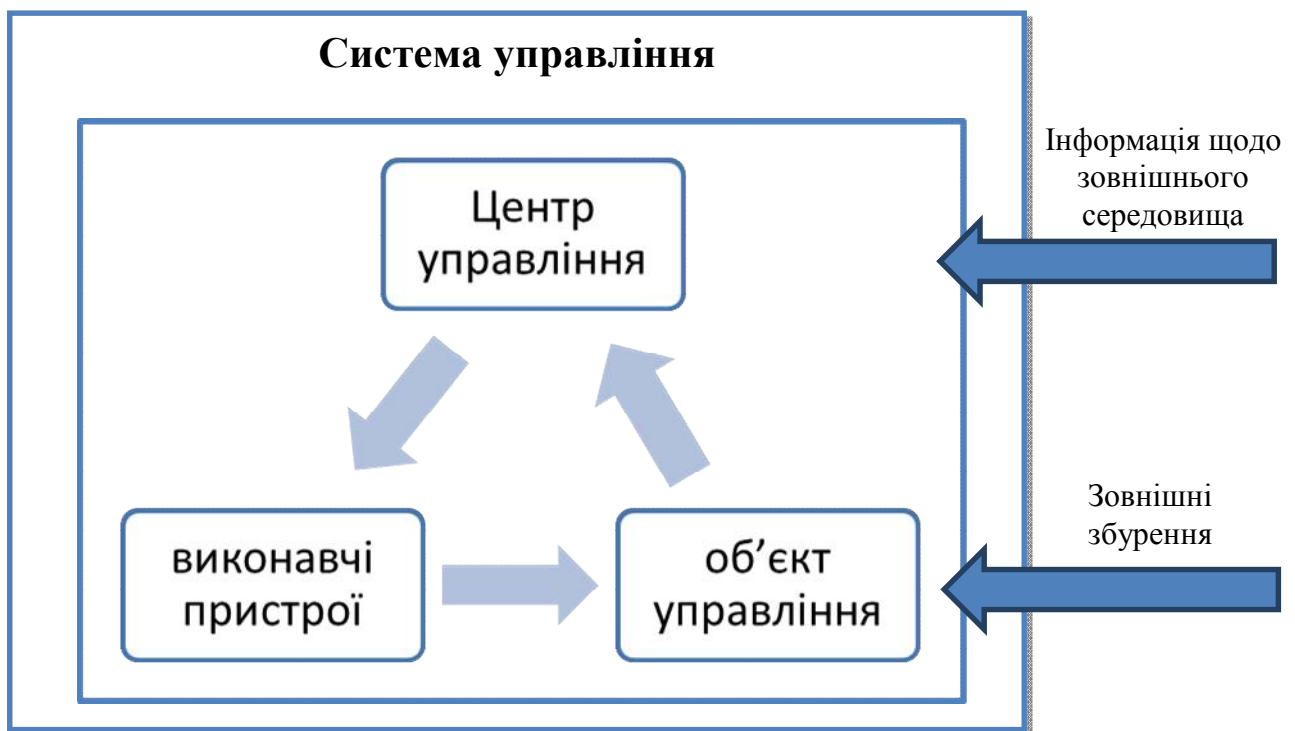 Система управління
Інформація щодо
зовнішнього
середовища
Центр
управління
Зовнішні
збурення
виконавчі
пристрої
об’єкт
управління